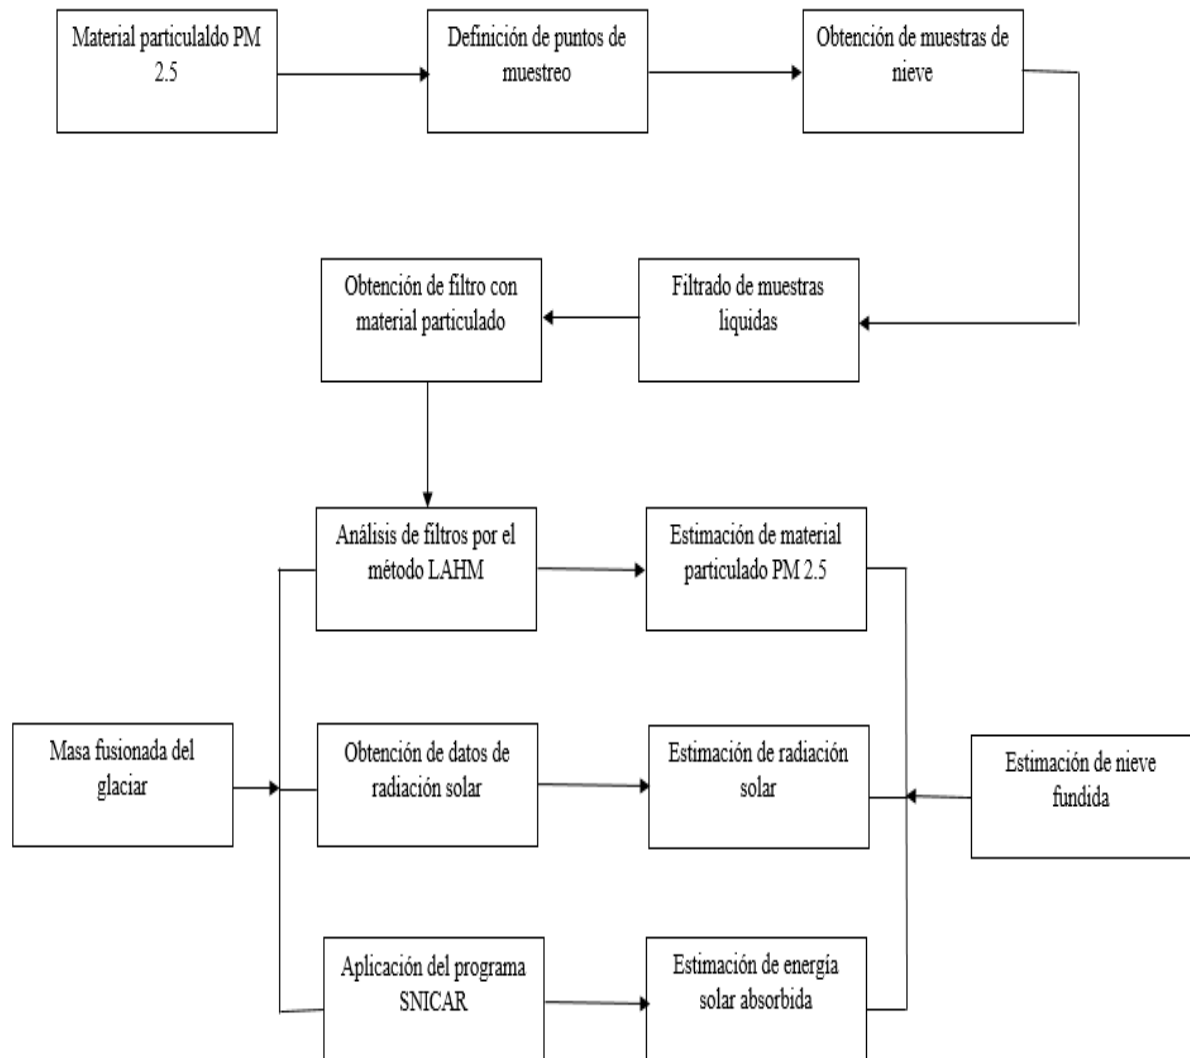 Material particulaldo PM
2.5
Definición de puntos de
muestreo
Obtención de muestras de
nieve
Obtención de filtro con
material particulado
Filtrado de muestras
liquidas
Análisis de filtros por el
método LAHM
Estimación de material
particulado PM 2.5
Masa fusionada del
glaciar
Obtención de datos de
radiación solar
Estimación de radiación
solar
Estimación de nieve
fundida
Aplicación del programa
SNICAR
Estimación de energía
solar absorbida